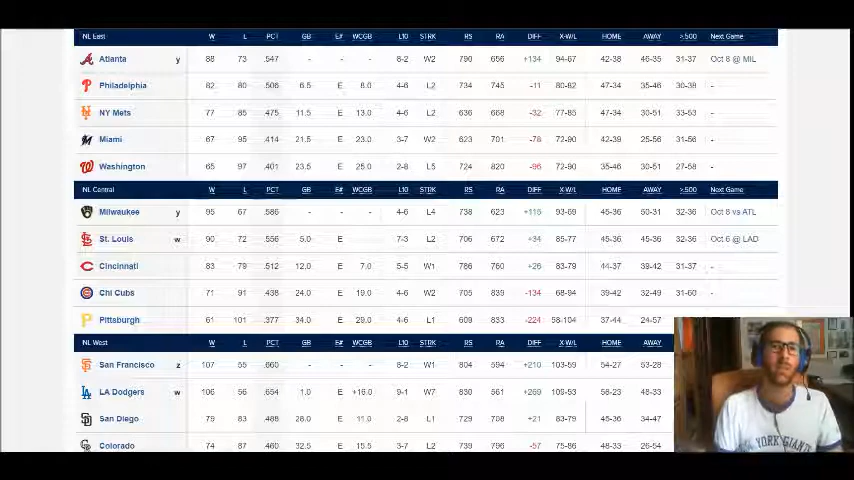 NL East W L PCT GB E# WCGB L10 STRK RS RA DIFF X-W/L HOME AWAY >.500 Next Game
Atlanta y 88 73 .547 - - - 8-2 W2 790 656 +134 94-67 42-38 46-35 31-37 Oct 8 @ MIL
Philadelphia 82 80 .506 6.5 E 8.0 4-6 L2 734 745 -11 80-82 47-34 35-46 30-38 -
NY Mets 77 85 .475 11.5 E 13.0 4-6 L2 636 668 -32 77-85 47-34 30-51 33-53 -
Miami 67 95 .414 21.5 E 23.0 3-7 W2 623 701 -78 72-90 42-39 25-56 31-56 -
Washington 65 97 .401 23.5 E 25.0 2-8 L5 724 820 -96 72-90 35-46 30-51 27-58 -
NL Central W L PCT GB E# WCGB L10 STRK RS RA DIFF X-W/L HOME AWAY >.500 Next Game
Milwaukee y 95 67 .586 - - - 4-6 L4 738 623 +115 93-69 45-36 50-31 32-36 Oct 8 vs ATL
St. Louis w 90 72 .556 5.0 E 7-3 L2 706 672 +34 85-77 45-36 45-36 32-36 Oct 6 @ LAD
Cincinnati 83 79 .512 12.0 E 7.0 5-5 W1 786 760 +26 83-79 44-37 39-42 31-37 -
Chi Cubs 71 91 .438 24.0 E 19.0 4-6 W2 705 839 -134 68-94 39-42 32-49 31-60 -
Pittsburgh 61 101 .377 34.0 E 29.0 4-6 L1 609 833 -224 58-104 37-44 24-57
NL West W L PCT GB E# WCGB L10 STRK RS RA DIFF X-W/L HOME AWAY
San Francisco z 107 55 .660 - - - 8-2 W1 804 594 +210 103-59 54-27 53-28
LA Dodgers w 106 56 .654 1.0 E +16.0 9-1 W7 830 561 +269 109-53 58-23 48-33
San Diego 79 83 .488 28.0 E 11.0 2-8 L1 729 708 +21 83-79 45-36 34-47
Colorado 74 87 .460 32.5 E 15.5 3-7 L2 739 796 -57 75-86 48-33 26-54
YORK GIANTS